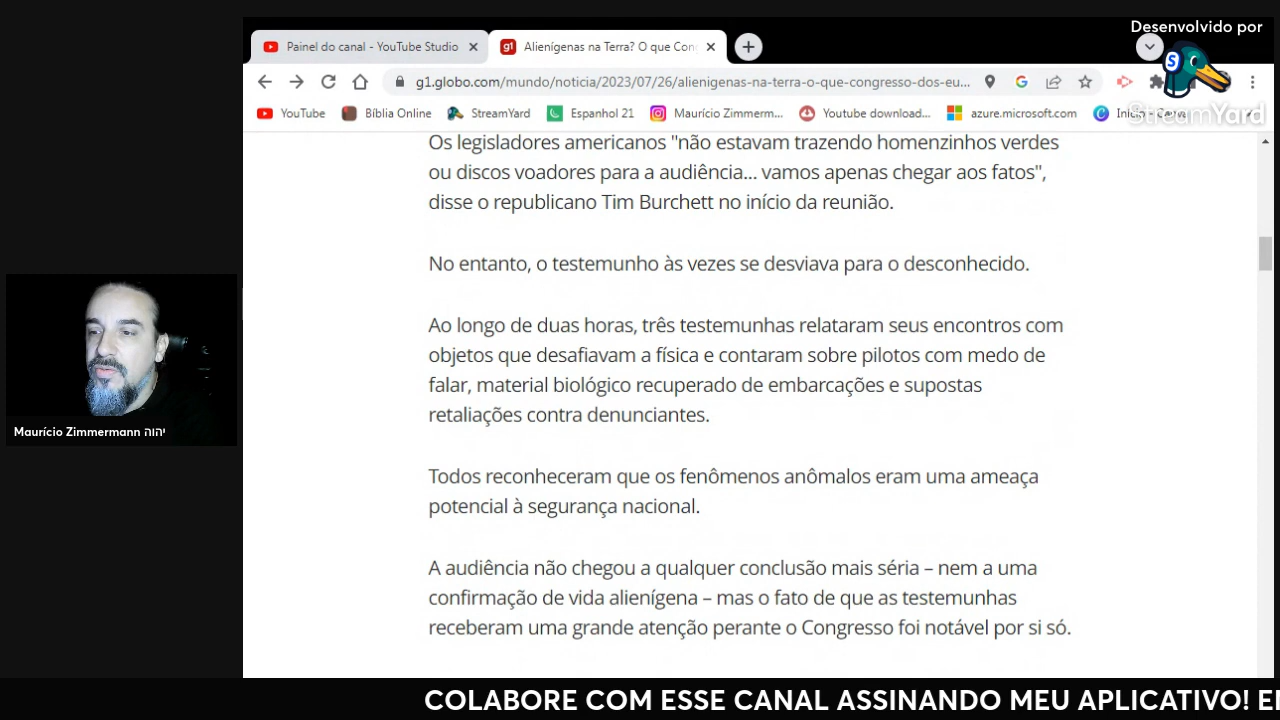 Desenvolvido por
StreamYard
Painel do canal - YouTube Studio
Alienígenas na Terra? O que Con
g1.globo.com/mundo/noticia/2023/07/26/alienigenas-na-terra-o-que-congresso-dos-eu...
YouTube
Bíblia Online
StreamYard
Espanhol 21
Maurício Zimmerm...
Youtube download...
azure.microsoft.com
Os legisladores americanos "não estavam trazendo homenzinhos verdes
ou discos voadores para a audiência... vamos apenas chegar aos fatos",
disse o republicano Tim Burchett no início da reunião.
No entanto, o testemunho às vezes se desviava para o desconhecido.
Ao longo de duas horas, três testemunhas relataram seus encontros com
objetos que desafiavam a física e contaram sobre pilotos com medo de
falar, material biológico recuperado de embarcações e supostas
retaliações contra denunciantes.
Todos reconheceram que os fenômenos anômalos eram uma ameaça
potencial à segurança nacional.
A audiência não chegou a qualquer conclusão mais séria – nem a uma
confirmação de vida alienígena – mas o fato de que as testemunhas
receberam uma grande atenção perante o Congresso foi notável por si só.
Maurício Zimmermann יהוה
COLABORE COM ESSE CANAL ASSINANDO MEU APLICATIVO!